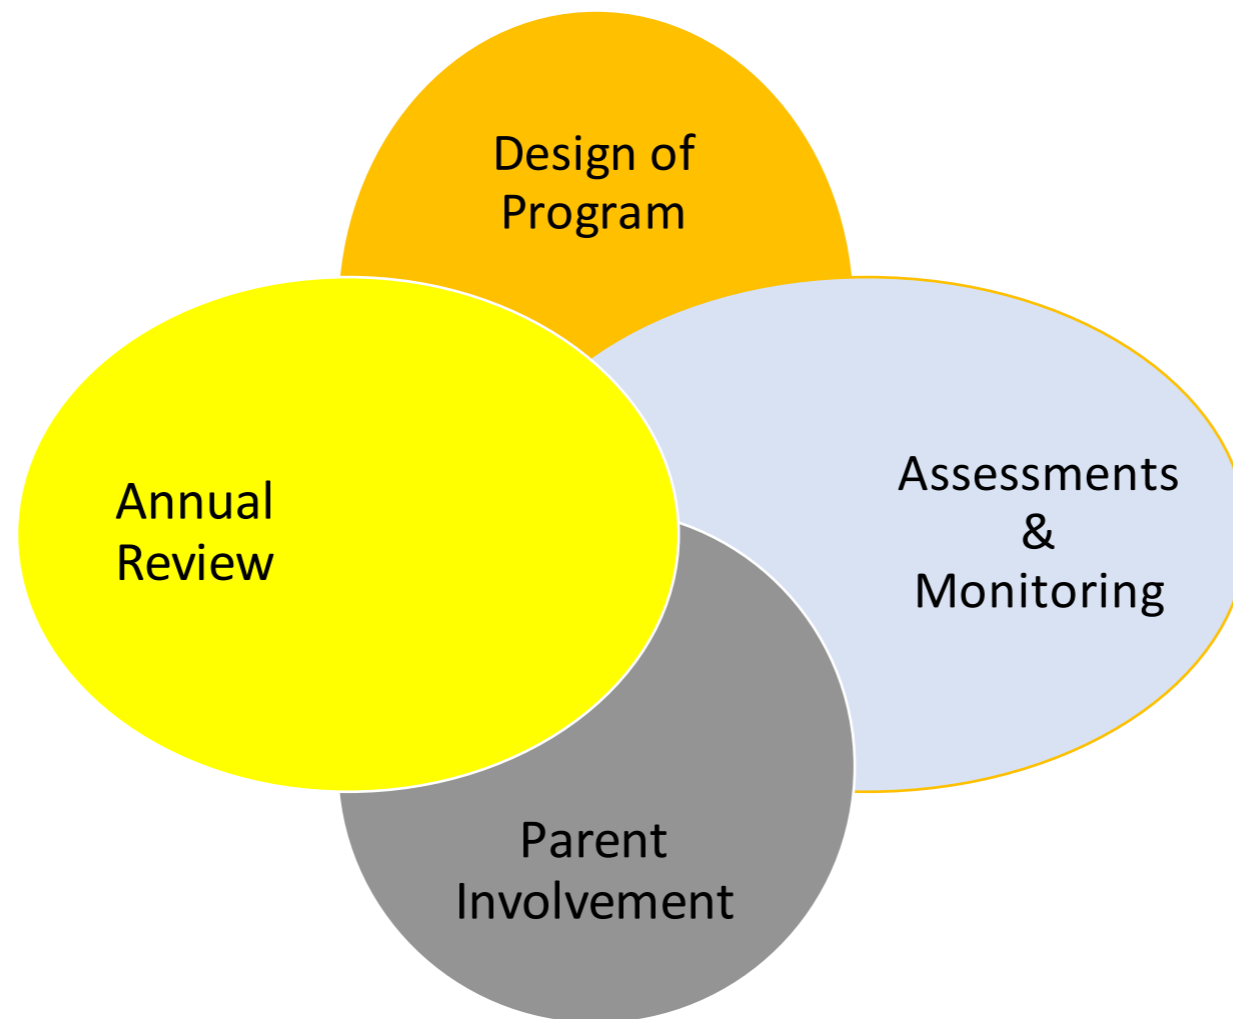 Design of
Program
Annual
Review
Assessments
&
Monitoring
Parent
Involvement